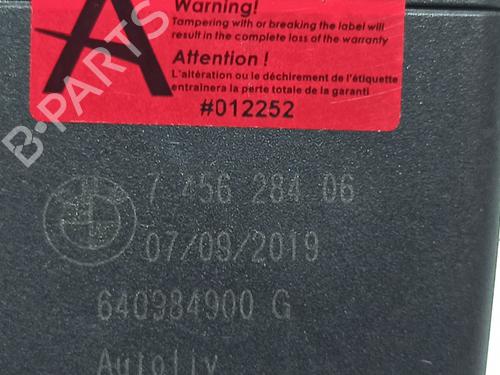 Warning!
Tampering with or breaking the label will
result in the complete loss of the warranty
Attention !
L'altération ou le déchirement de l'étiquette
entraînera la perte totale de la garanti
#012252
A
B-PARTS
7 456 284 06
07/09/2019
640984900 G
Autoliv